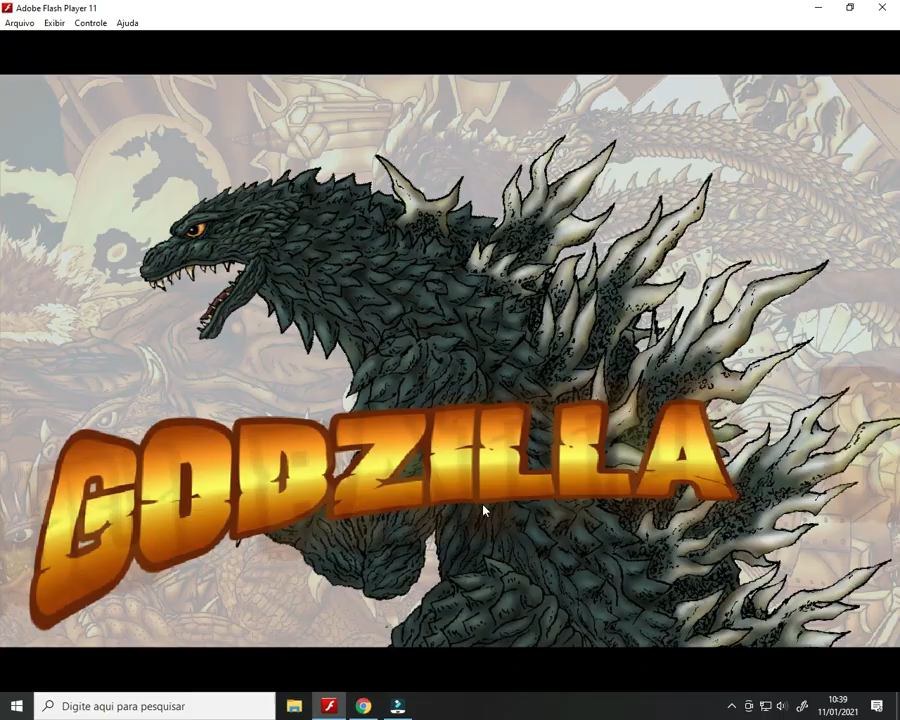 Adobe Flash Player 11
Arquivo Exibir Controle Ajuda
GODZILLA
Digite aqui para pesquisar
10:39
11/01/2021